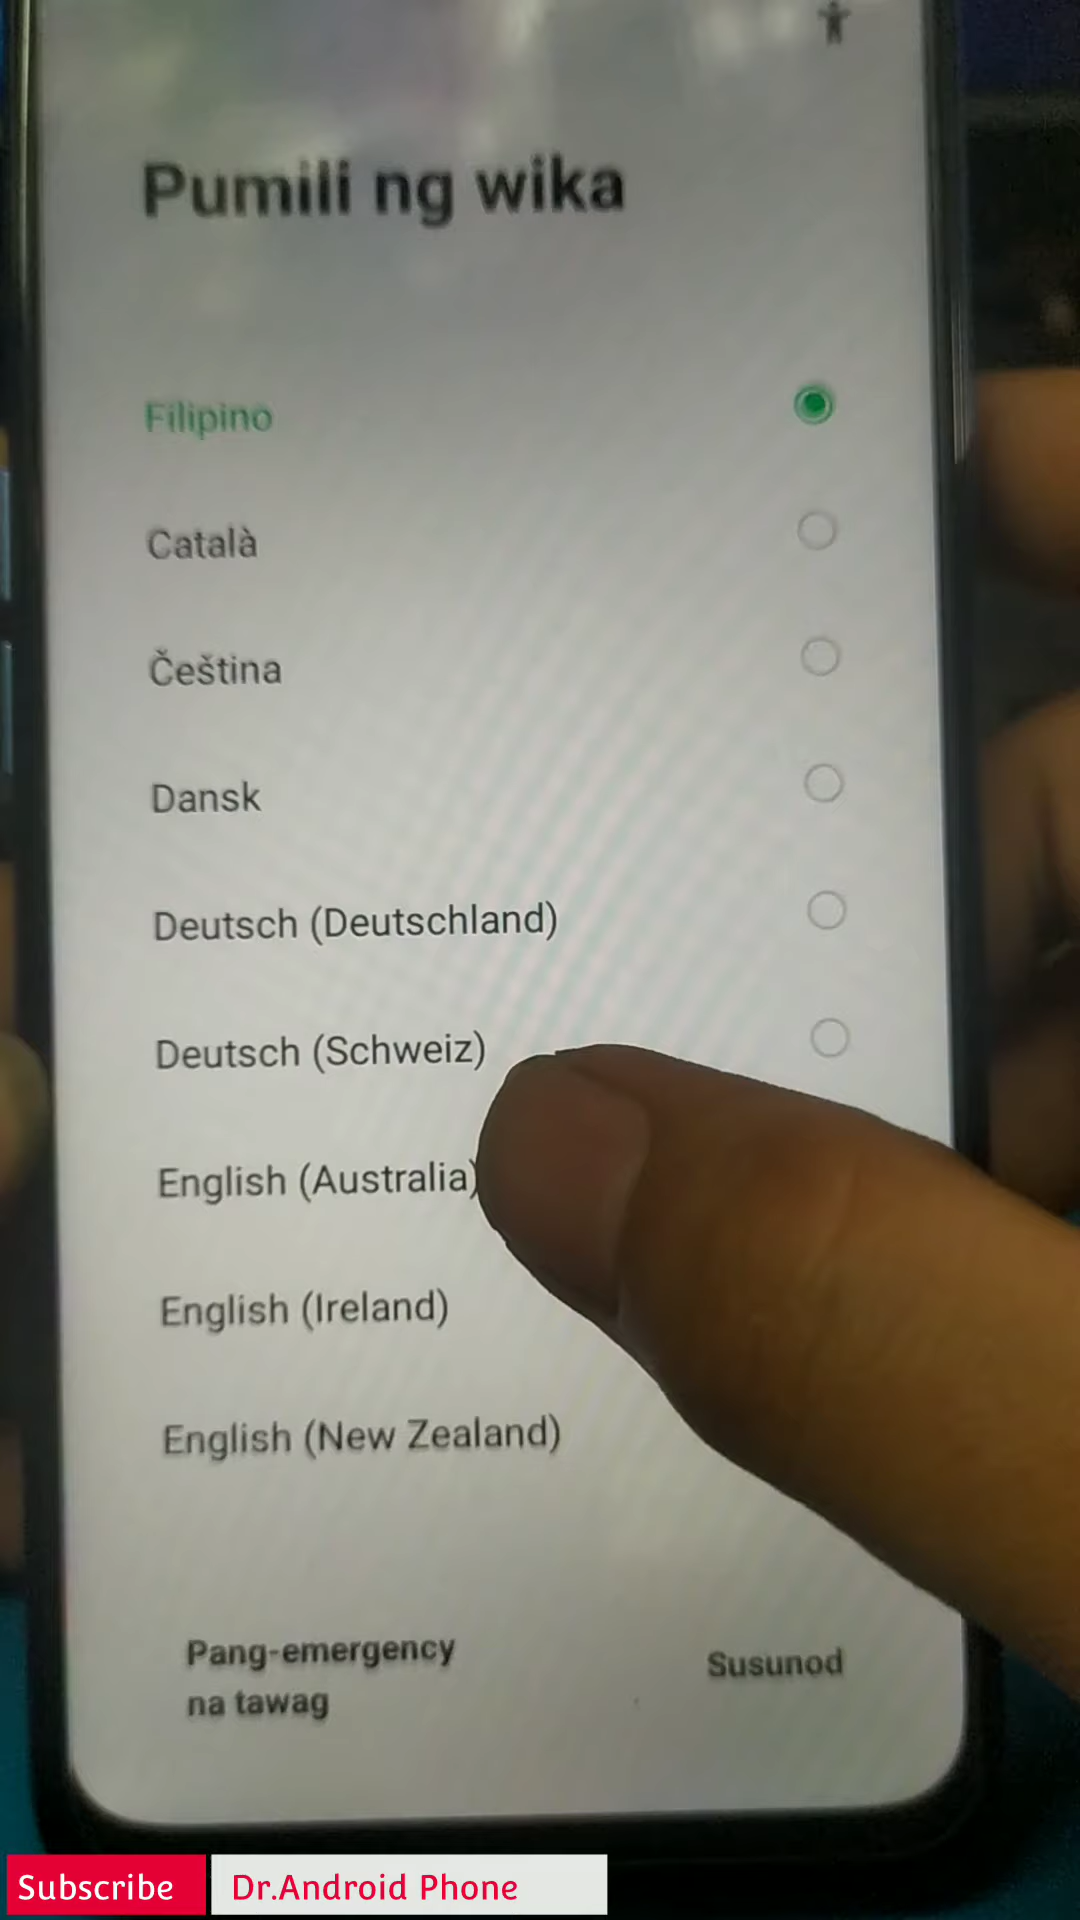 Pumili ng wika
Filipino
Català
Čeština
Dansk
Deutsch (Deutschland)
Deutsch (Schweiz)
English (Australia)
English (Ireland)
English (New Zealand)
Pang-emergency
na tawag
Susunod
Subscribe
Dr.Android Phone